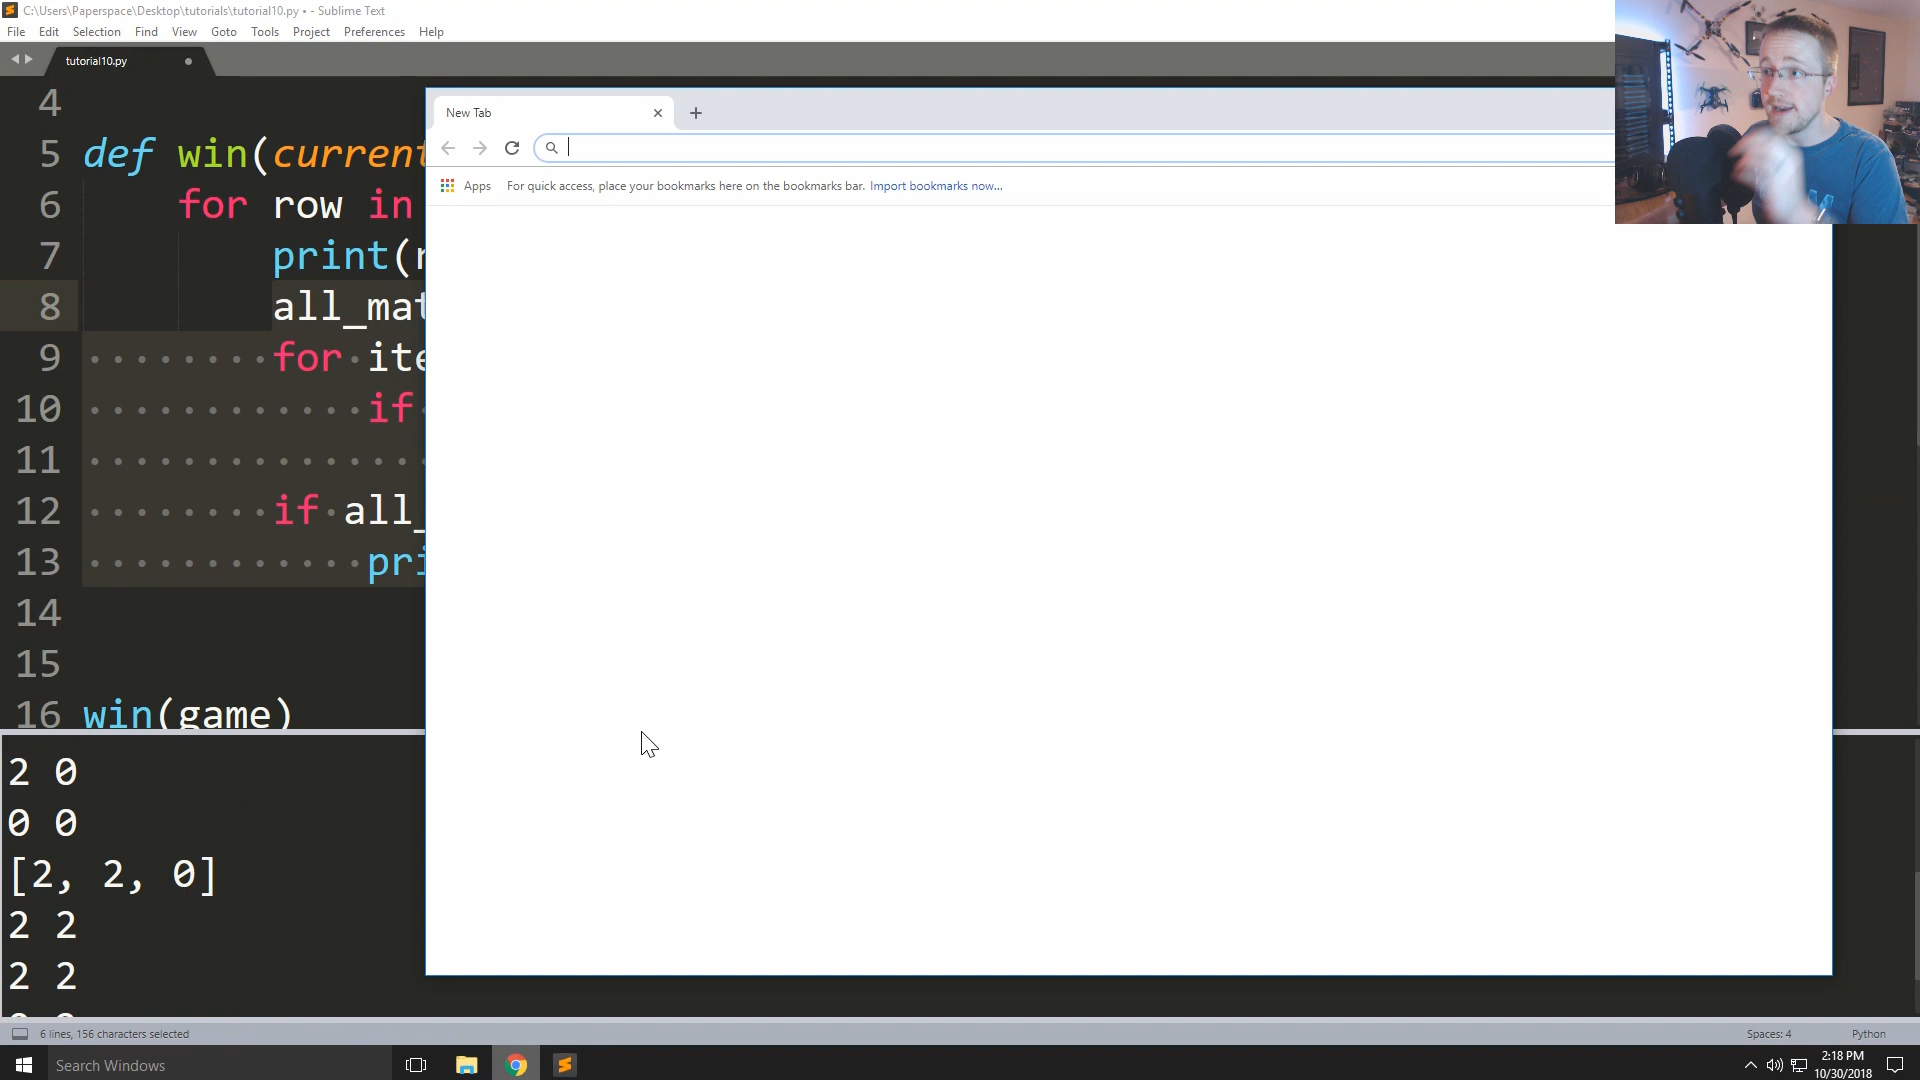 C:\Users\Paperspace\Desktop\tutorials\tutorial10.py • - Sublime Text
File Edit Selection Find View Goto Tools Project Preferences Help
tutorial10.py
4
5 def win(current
6 for row in
7 print(
8 all_mat
9 for ite
10 if
11
12 if all_
13 pri
14
15
16 win(game)
New Tab
Apps For quick access, place your bookmarks here on the bookmarks bar. Import bookmarks now...
2 0
0 0
[2, 2, 0]
2 2
2 2
6 lines, 156 characters selected
Spaces: 4 Python
Search Windows
2:18 PM
10/30/2018